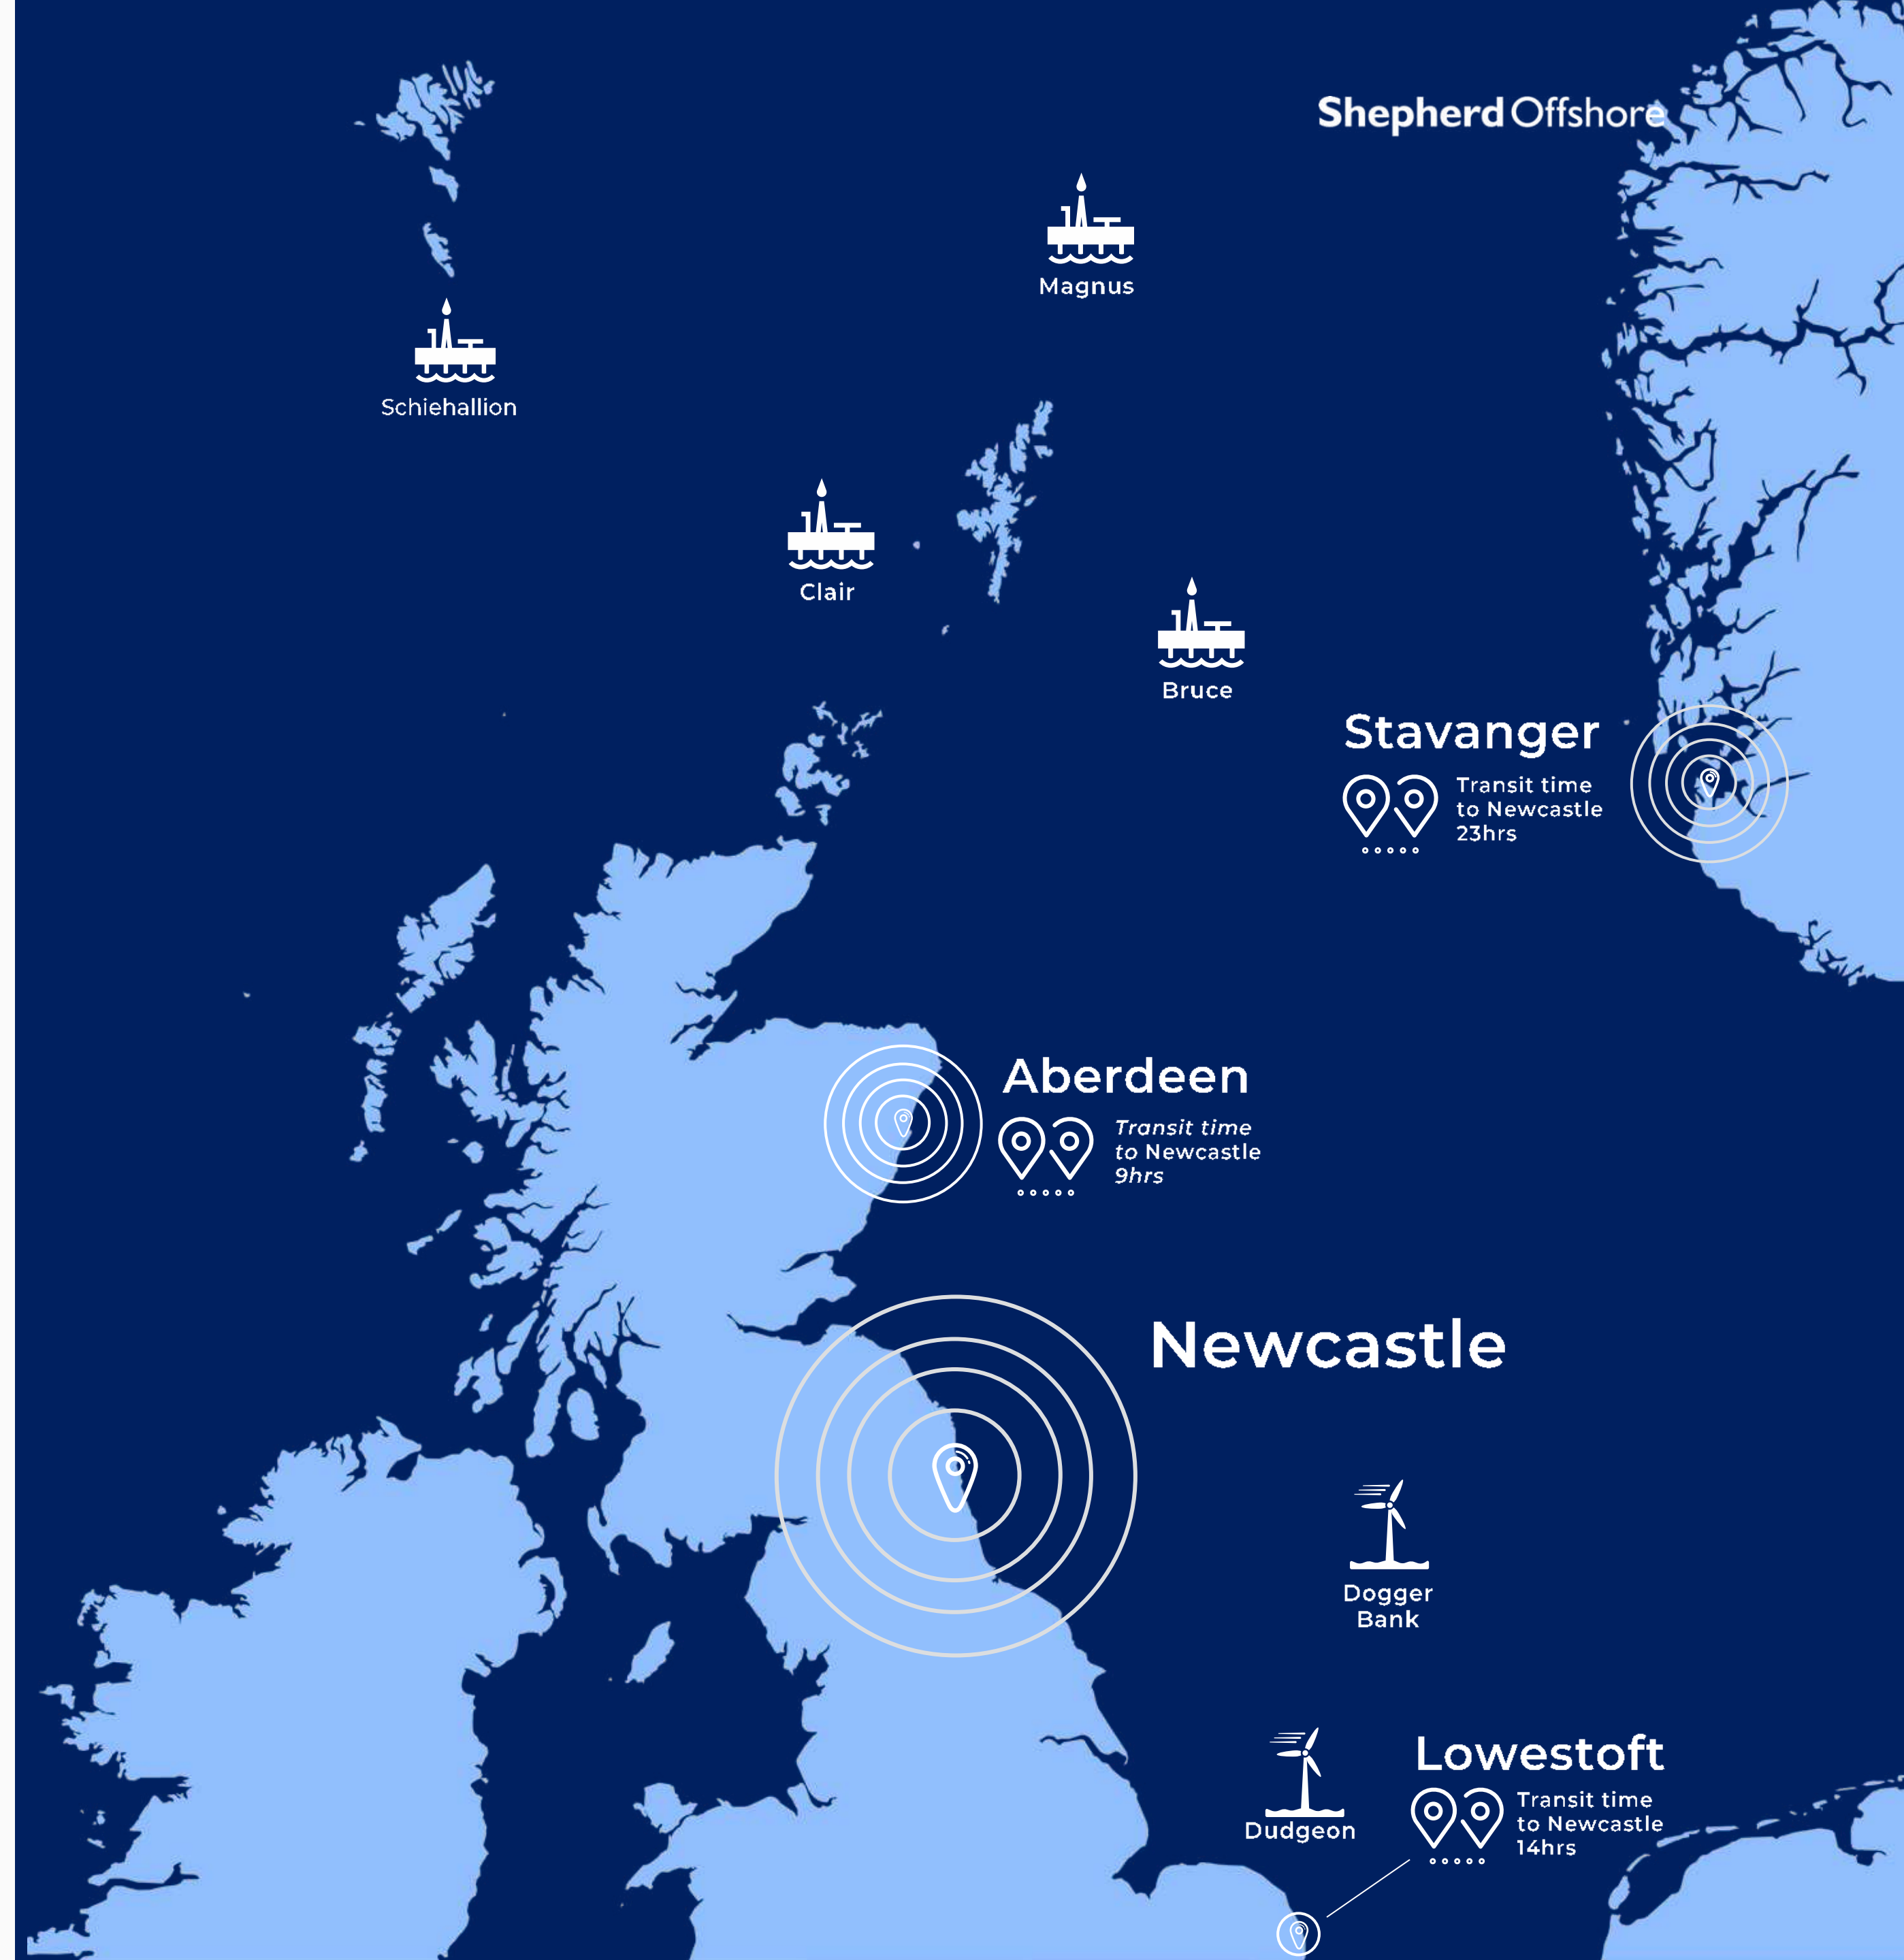 Shepherd Offshore
Magnus
Schiehallion
Clair
Bruce
Stavanger
Transit time
to Newcastle
23hrs
Aberdeen
Transit time
to Newcastle
9hrs
Newcastle
Dogger
Bank
Dudgeon
Lowestoft
Transit time
to Newcastle
14hrs